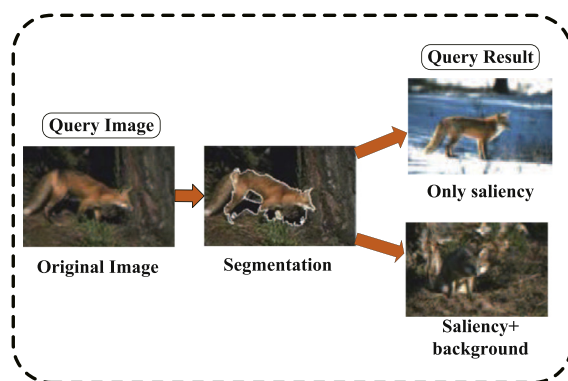 Query Image
Original Image
Segmentation
Query Result
Only saliency
Saliency+
background